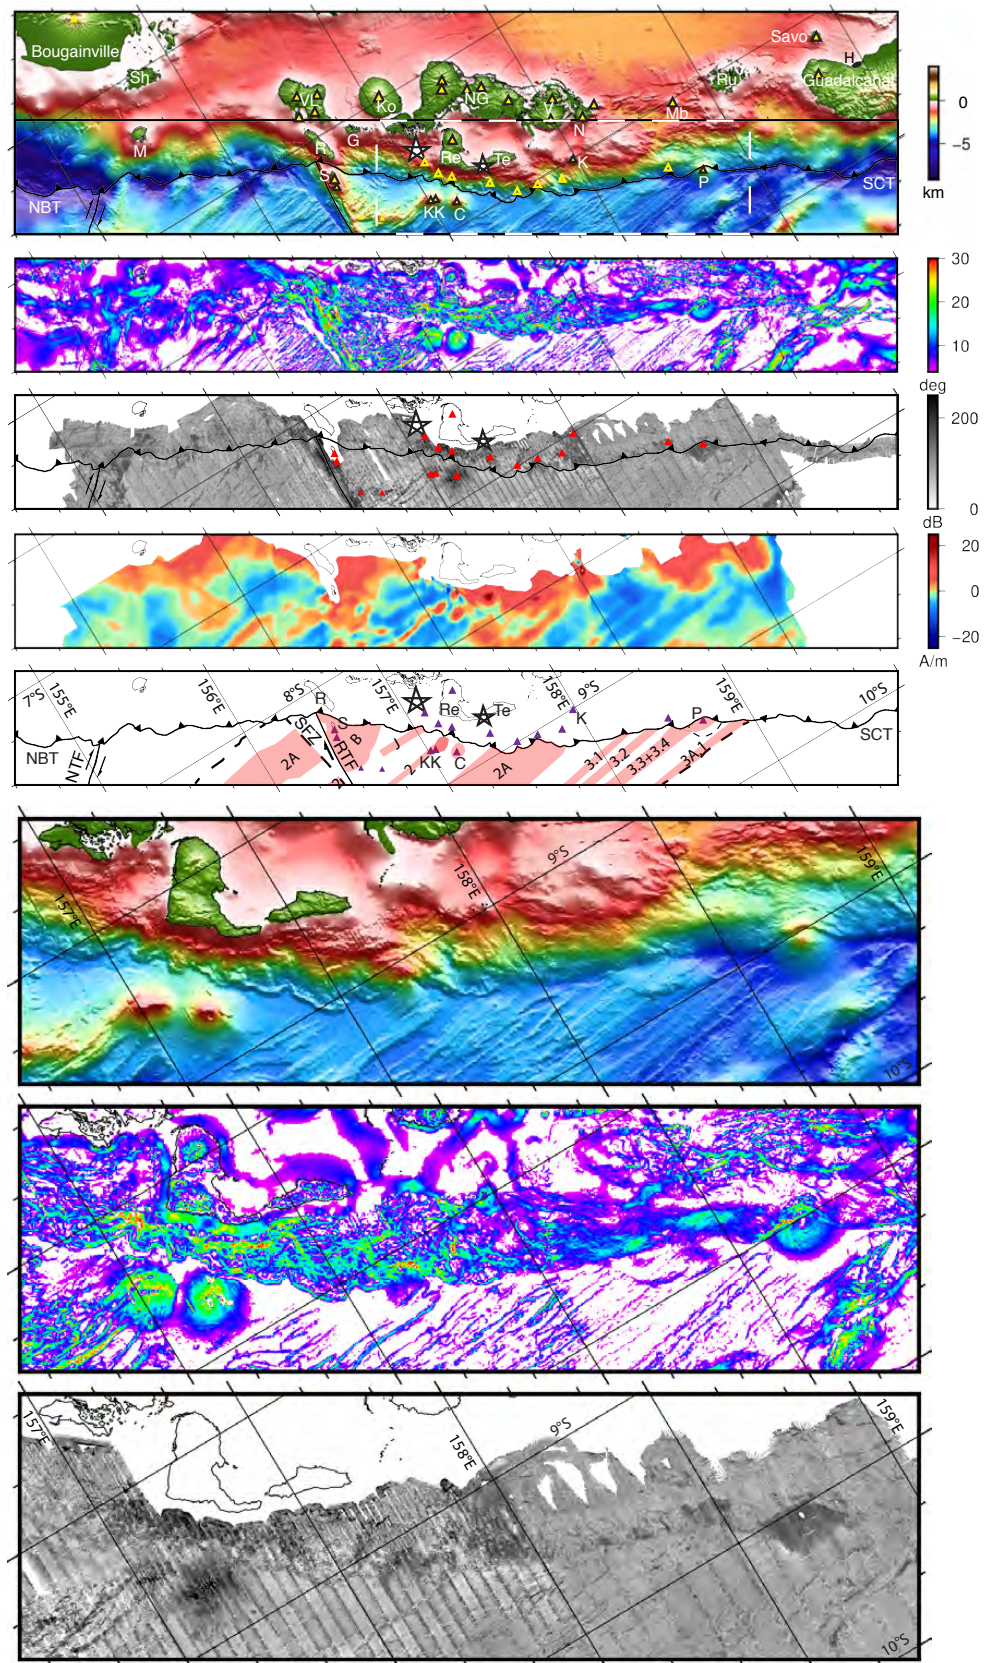 Bougainville
Sh
Savo
H
Ru
Guadalcanal
VL
Ko
NG
V
Mb
N
M
R
G
Re
Te
K
S
P
NBT
KK
C
SCT
0
−5
km
30
20
10
deg
200
0
dB
20
0
−20
A/m
7°S
155°E
156°E
8°S
R
157°E
Re
Te
158°E
9°S
K
159°E
P
10°S
NBT
NTF
SFZ
S
RTF
B
J
2A
2
2
KK
C
2A
3.1
3.2
3.3+3.4
3A.1
SCT
157°E
158°E
9°S
159°E
10°S
157°E
158°E
9°S
159°E
10°S